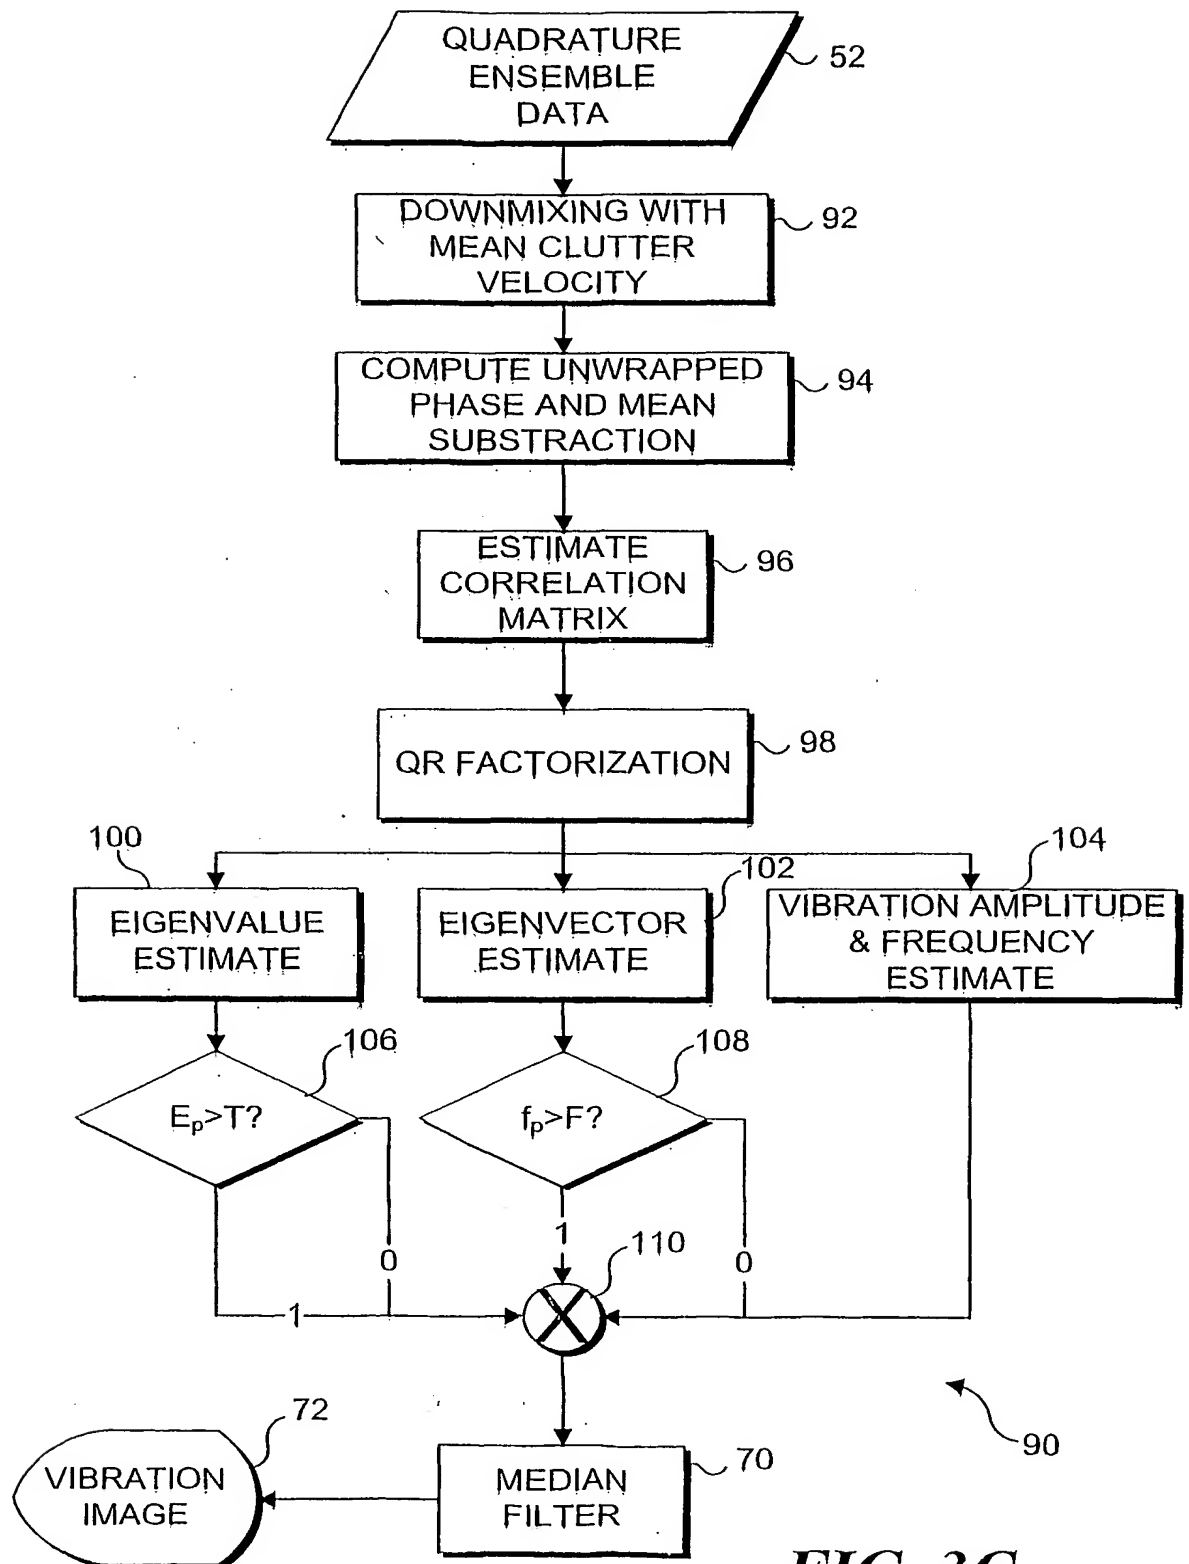 QUADRATURE
ENSEMBLE
DATA
52
DOWNMIXING WITH
MEAN CLUTTER
VELOCITY
92
COMPUTE UNWRAPPED
PHASE AND MEAN
SUBSTRACTION
94
ESTIMATE
CORRELATION
MATRIX
96
QR FACTORIZATION
98
100
EIGENVALUE
ESTIMATE
102
EIGENVECTOR
ESTIMATE
104
VIBRATION AMPLITUDE
& FREQUENCY
ESTIMATE
106
Ep>T?
108
fp>F?
0
1
1
0
110
90
MEDIAN
FILTER
70
72
VIBRATION
IMAGE
FIG. 3C